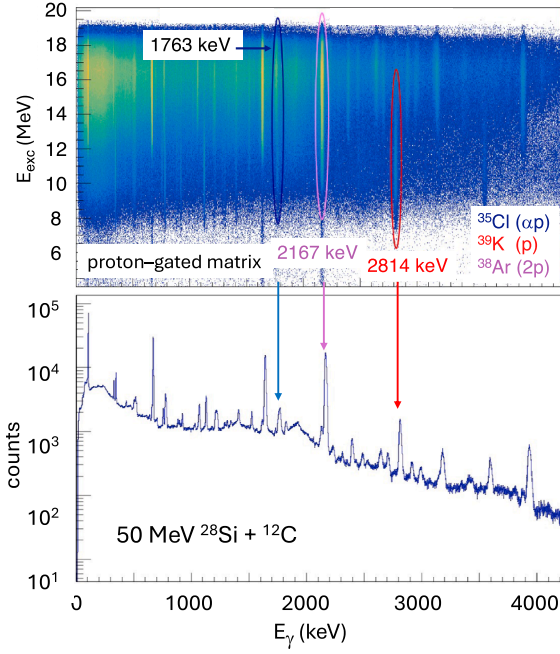 20
18
16
14
12
10
8
6
E_exc (MeV)
1763 keV
³⁵Cl (αp)
³⁹K (p)
³⁸Ar (2p)
proton–gated matrix
2167 keV
2814 keV
10⁵
10⁴
10³
10²
10¹
counts
50 MeV ²⁸Si + ¹²C
0 1000 2000 3000 4000
E_γ (keV)